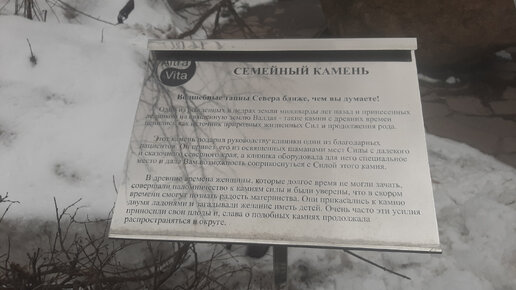 AltraVita
СЕМЕЙНЫЙ КАМЕНЬ
Волшебные тайны Севера ближе, чем вы думаете!
Один из рожденных в недрах земли миллиарды лет назад и принесенных
ледником на священную землю Валдая - такие камни с древних времен
ценились как источник природных жизненных Сил и продолжения рода.
Этот камень подарил руководству клиники один из благодарных
пациентов. Он привез его из освященных шаманами мест Силы с далекого
и сказочного северного края, а клиника оборудовала для него специальное
место и дала Вам возможность соприкоснуться с Силой этого камня.
В древние времена женщины, которые долгое время не могли зачать,
совершали паломничество к камням силы и были уверены, что в скором
времени смогут познать радость материнства. Они прикасались к камню
двумя ладонями и загадывали желание иметь детей. Очень часто эти усилия
приносили свои плоды и, слава о подобных камнях продолжала
распространяться в округе.